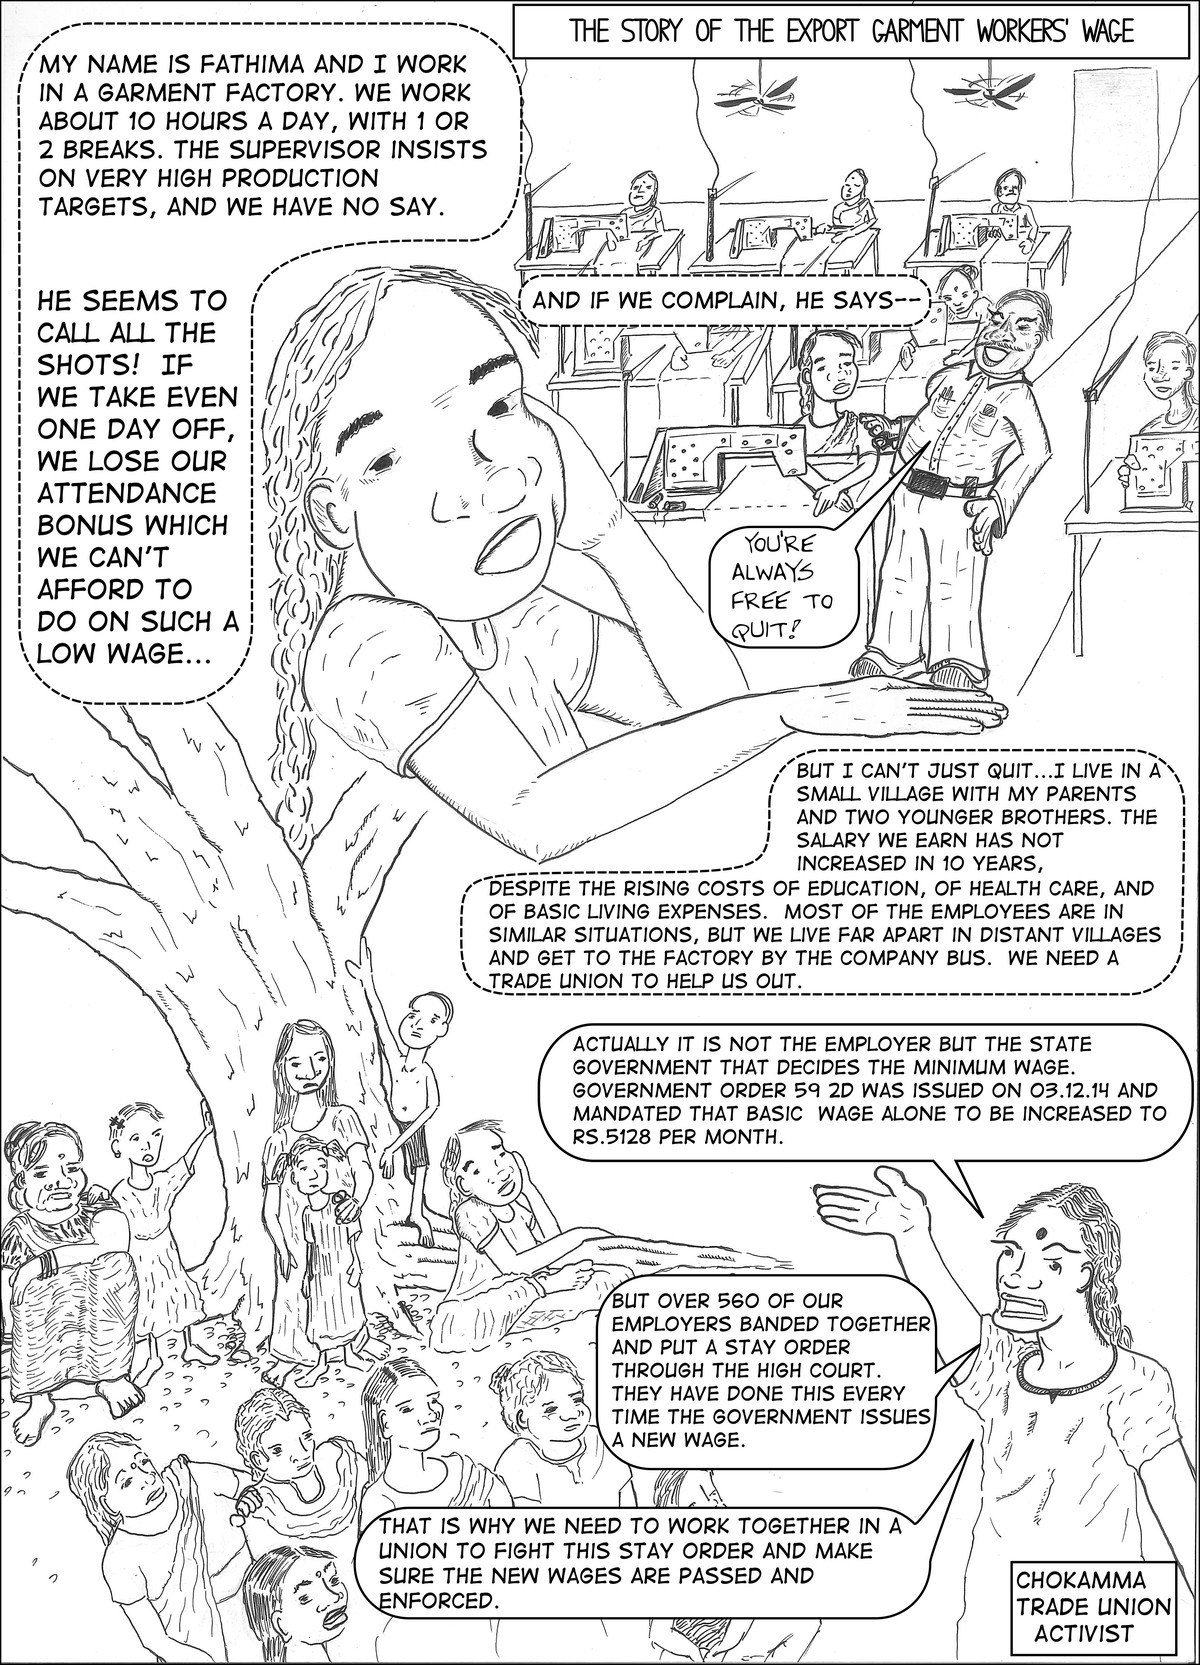 THE STORY OF THE EXPORT GARMENT WORKERS' WAGE
MY NAME IS FATHIMA AND I WORK
IN A GARMENT FACTORY. WE WORK
ABOUT 10 HOURS A DAY, WITH 1 OR
2 BREAKS. THE SUPERVISOR INSISTS
ON VERY HIGH PRODUCTION
TARGETS, AND WE HAVE NO SAY.
HE SEEMS TO
CALL ALL THE
SHOTS! IF
WE TAKE EVEN
ONE DAY OFF,
WE LOSE OUR
ATTENDANCE
BONUS WHICH
WE CAN'T
AFFORD TO
DO ON SUCH A
LOW WAGE...
AND IF WE COMPLAIN, HE SAYS--
YOU'RE
ALWAYS
FREE TO
QUIT!
BUT I CAN'T JUST QUIT...I LIVE IN A
SMALL VILLAGE WITH MY PARENTS
AND TWO YOUNGER BROTHERS. THE
SALARY WE EARN HAS NOT
INCREASED IN 10 YEARS,
DESPITE THE RISING COSTS OF EDUCATION, OF HEALTH CARE, AND
OF BASIC LIVING EXPENSES. MOST OF THE EMPLOYEES ARE IN
SIMILAR SITUATIONS, BUT WE LIVE FAR APART IN DISTANT VILLAGES
AND GET TO THE FACTORY BY THE COMPANY BUS. WE NEED A
TRADE UNION TO HELP US OUT.
ACTUALLY IT IS NOT THE EMPLOYER BUT THE STATE
GOVERNMENT THAT DECIDES THE MINIMUM WAGE.
GOVERNMENT ORDER 59 2D WAS ISSUED ON 03.12.14 AND
MANDATED THAT BASIC WAGE ALONE TO BE INCREASED TO
RS.5128 PER MONTH.
BUT OVER 560 OF OUR
EMPLOYERS BANDED TOGETHER
AND PUT A STAY ORDER
THROUGH THE HIGH COURT.
THEY HAVE DONE THIS EVERY
TIME THE GOVERNMENT ISSUES
A NEW WAGE.
THAT IS WHY WE NEED TO WORK TOGETHER IN A
UNION TO FIGHT THIS STAY ORDER AND MAKE
SURE THE NEW WAGES ARE PASSED AND
ENFORCED.
CHOKAMMA
TRADE UNION
ACTIVIST